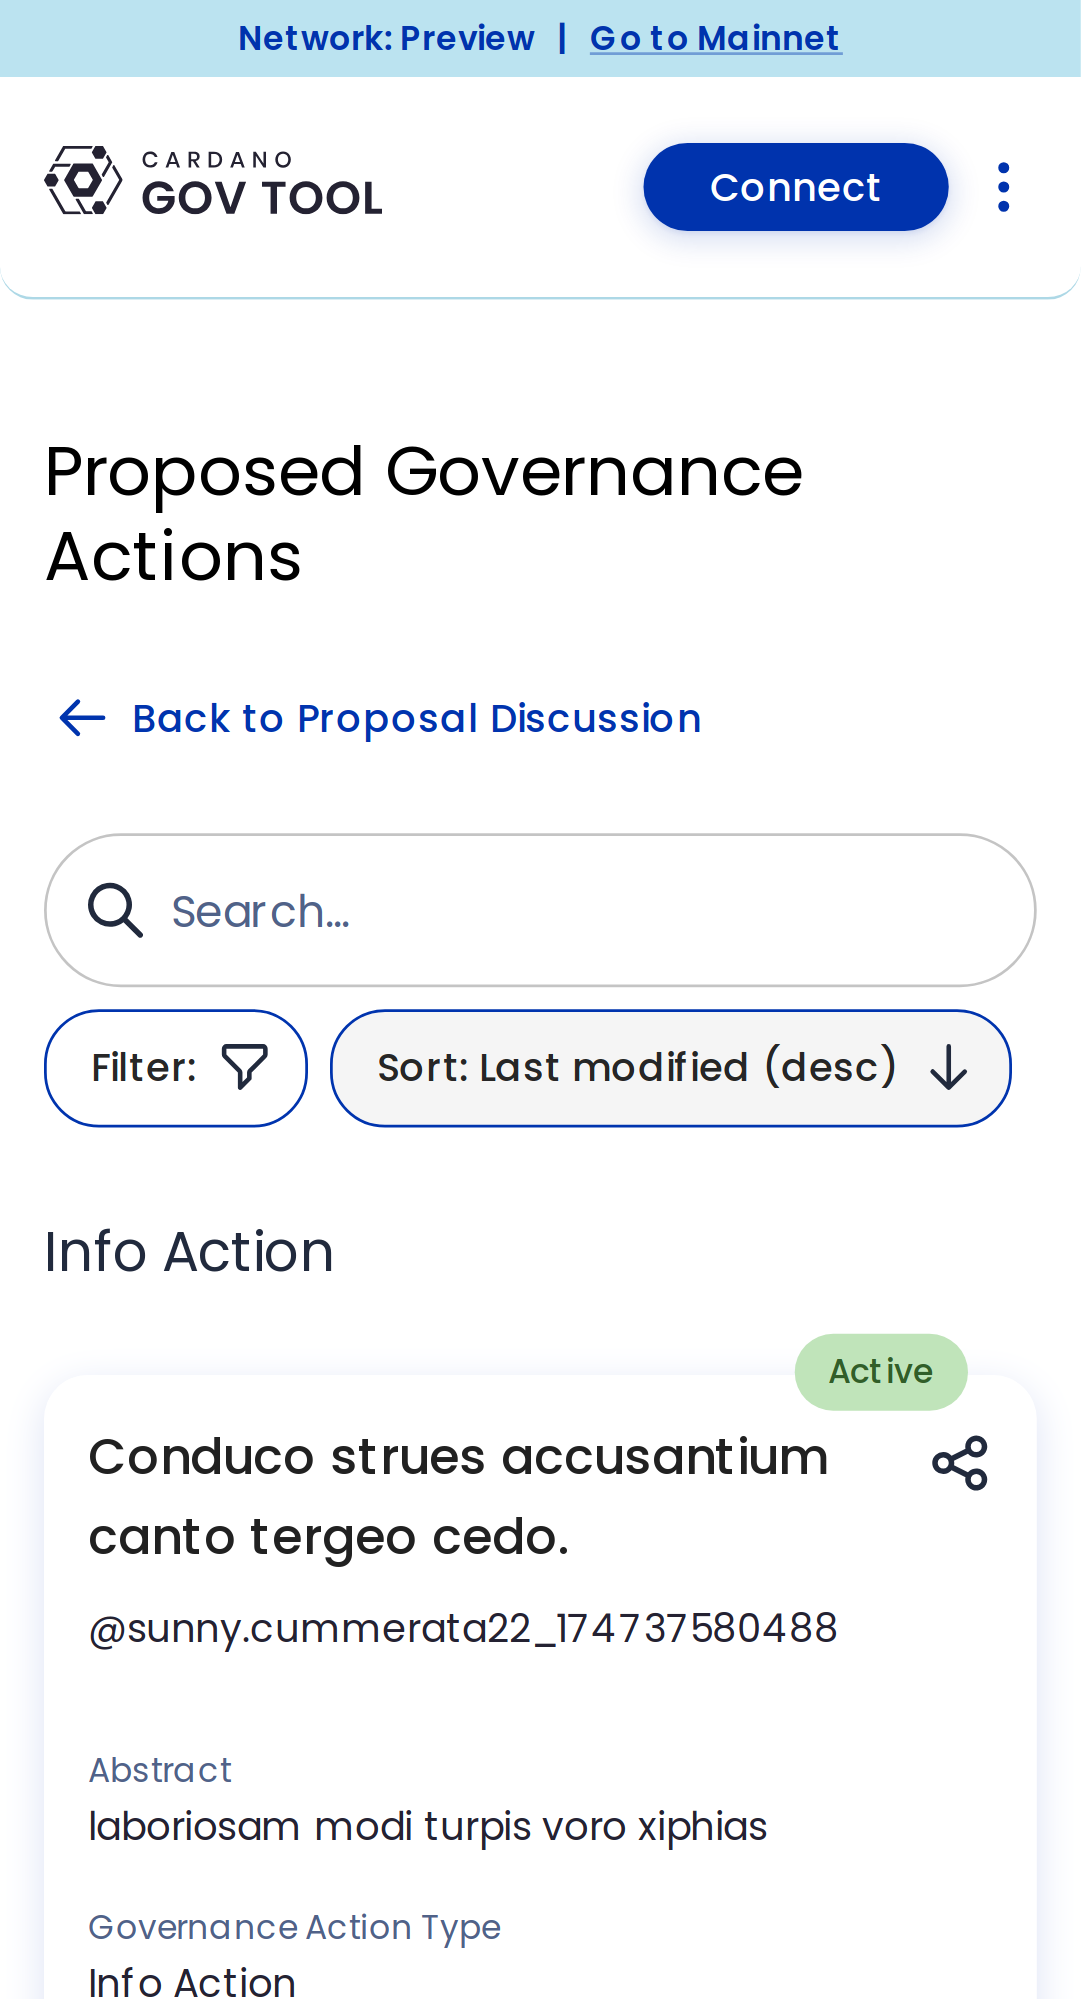 Network: Preview | Go to Mainnet
CARDANO
GOV TOOL
Connect
Proposed Governance
Actions
Back to Proposal Discussion
Search...
Filter:
Sort: Last modified (desc)
Info Action
Active
Conduco strues accusantium
canto tergeo cedo.
@sunny.cummerata22_174737580488
Abstract
laboriosam modi turpis voro xiphias
Governance Action Type
Info Action